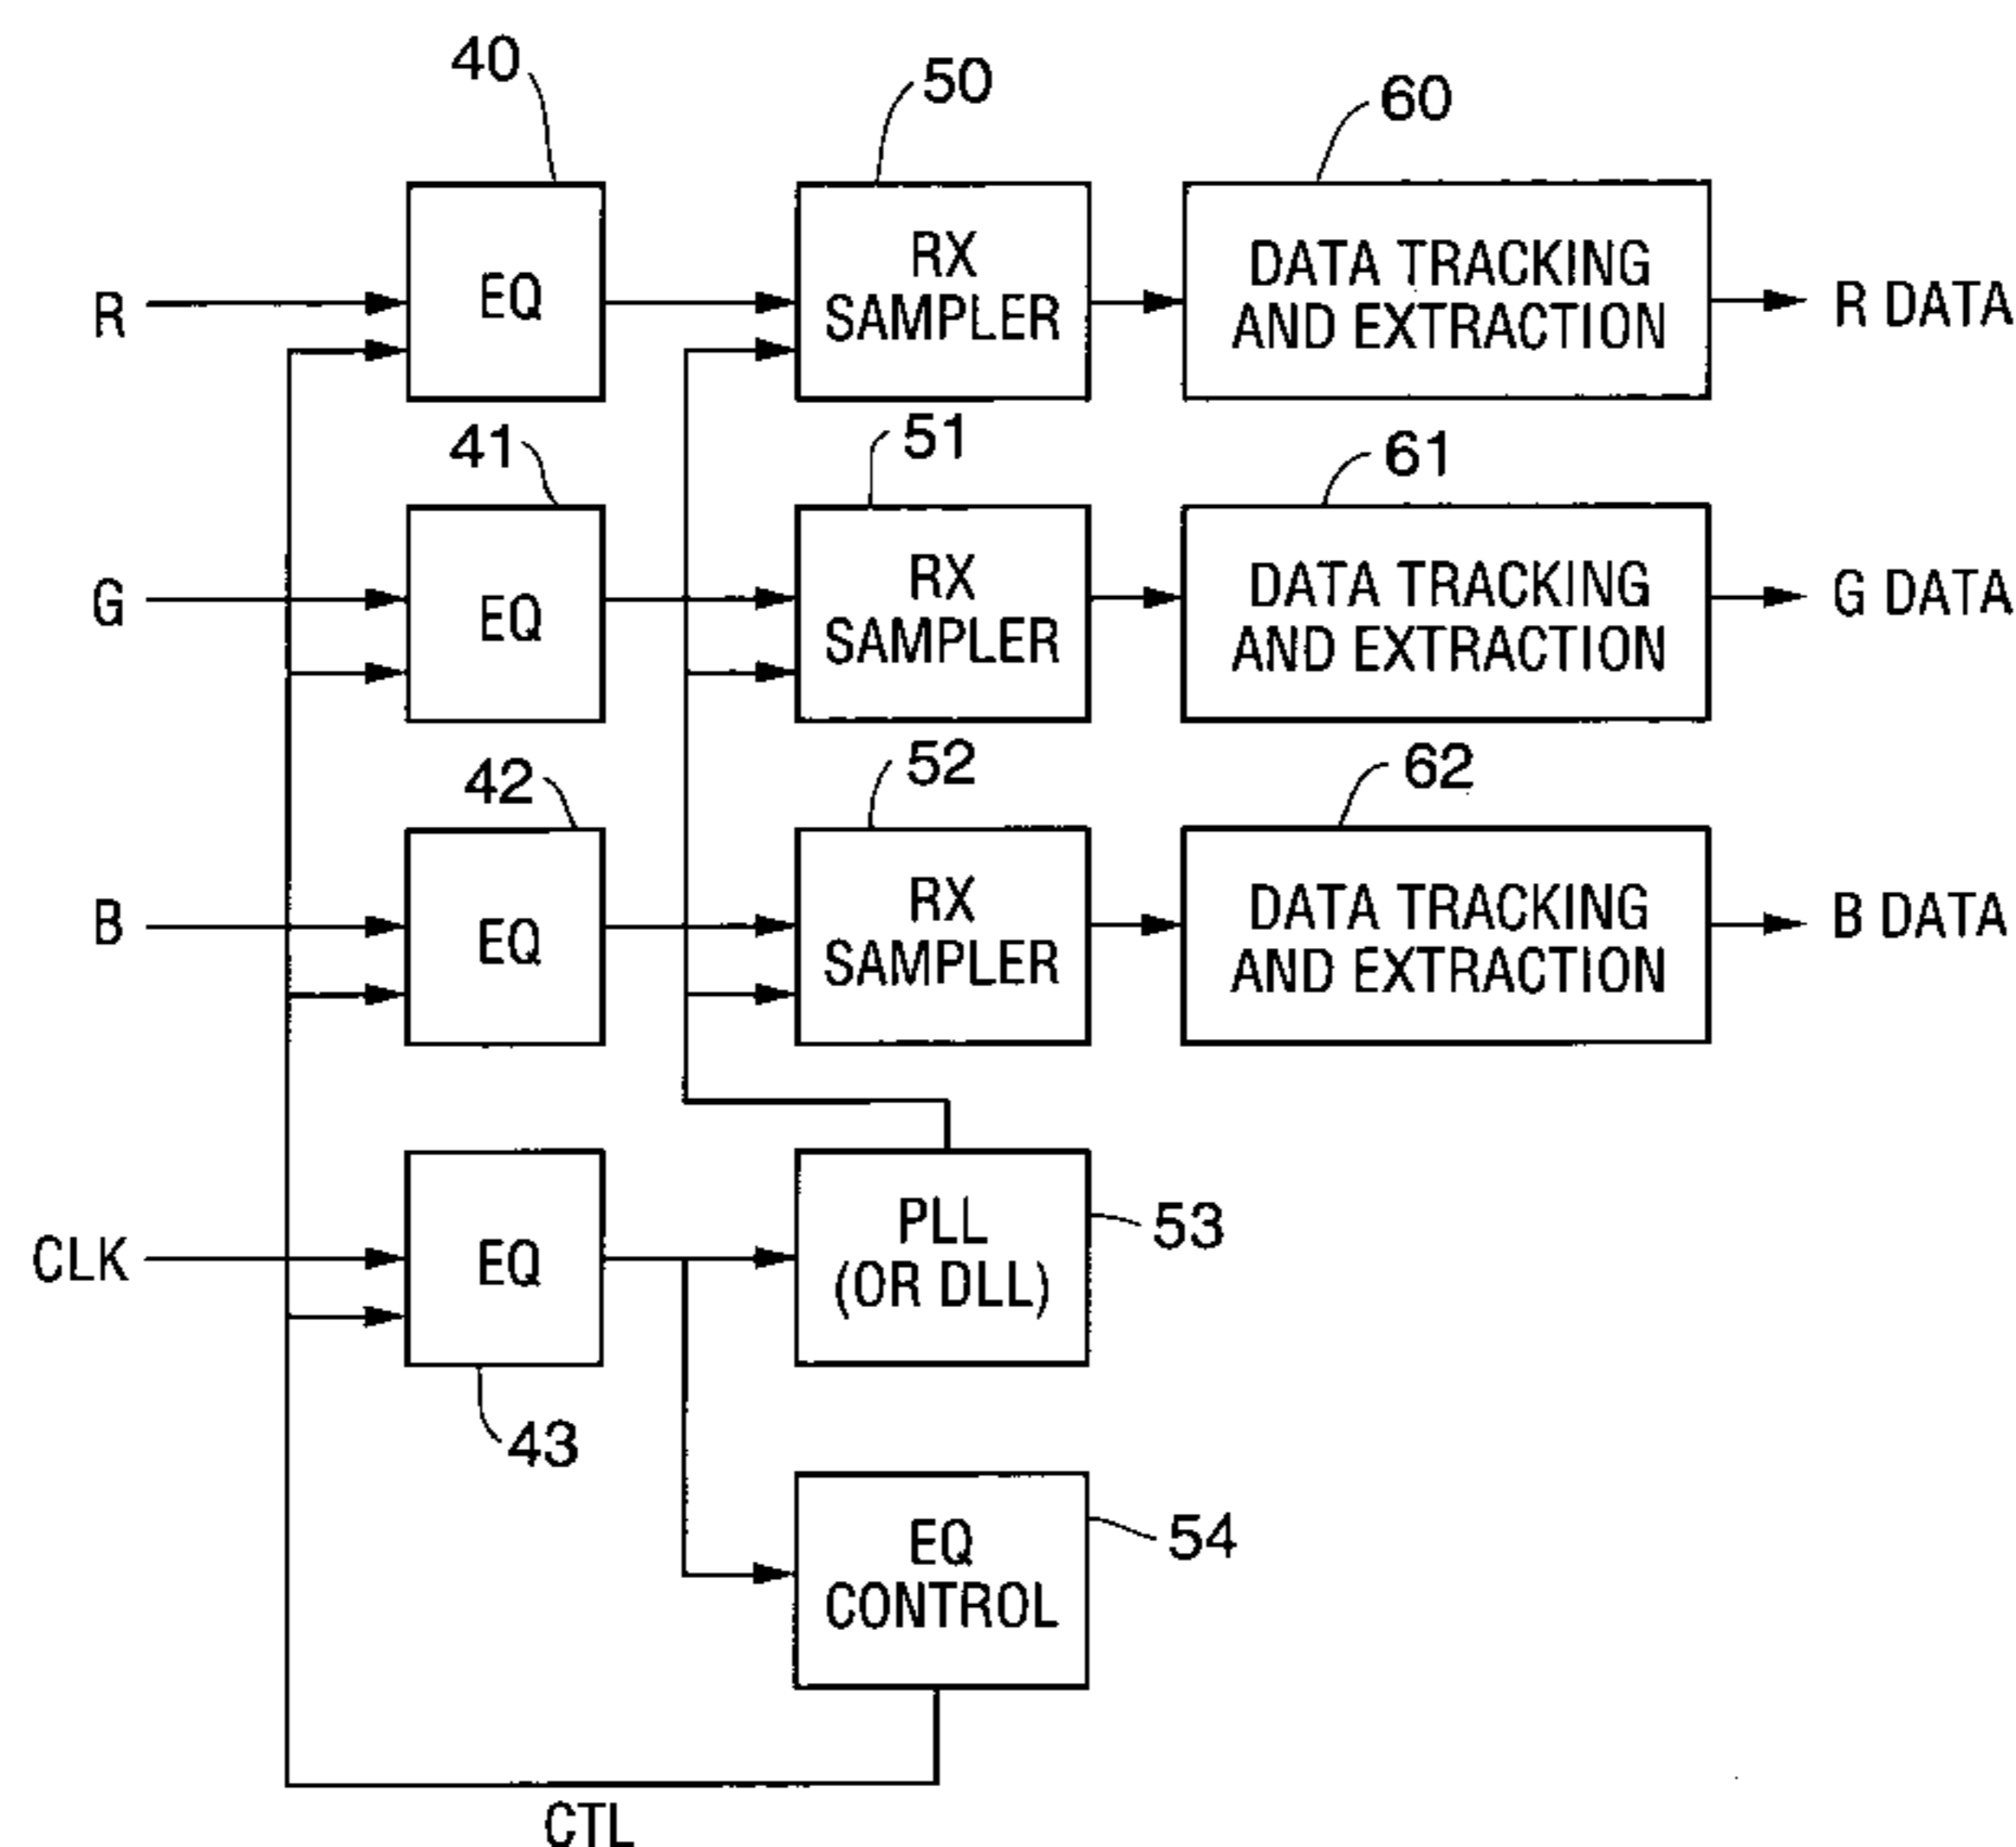 40
50
60
R
EQ
RX
SAMPLER
DATA TRACKING
AND EXTRACTION
R DATA
41
51
61
G
EQ
RX
SAMPLER
DATA TRACKING
AND EXTRACTION
G DATA
42
52
62
B
EQ
RX
SAMPLER
DATA TRACKING
AND EXTRACTION
B DATA
CLK
EQ
PLL
(OR DLL)
53
43
EQ
CONTROL
54
CTL